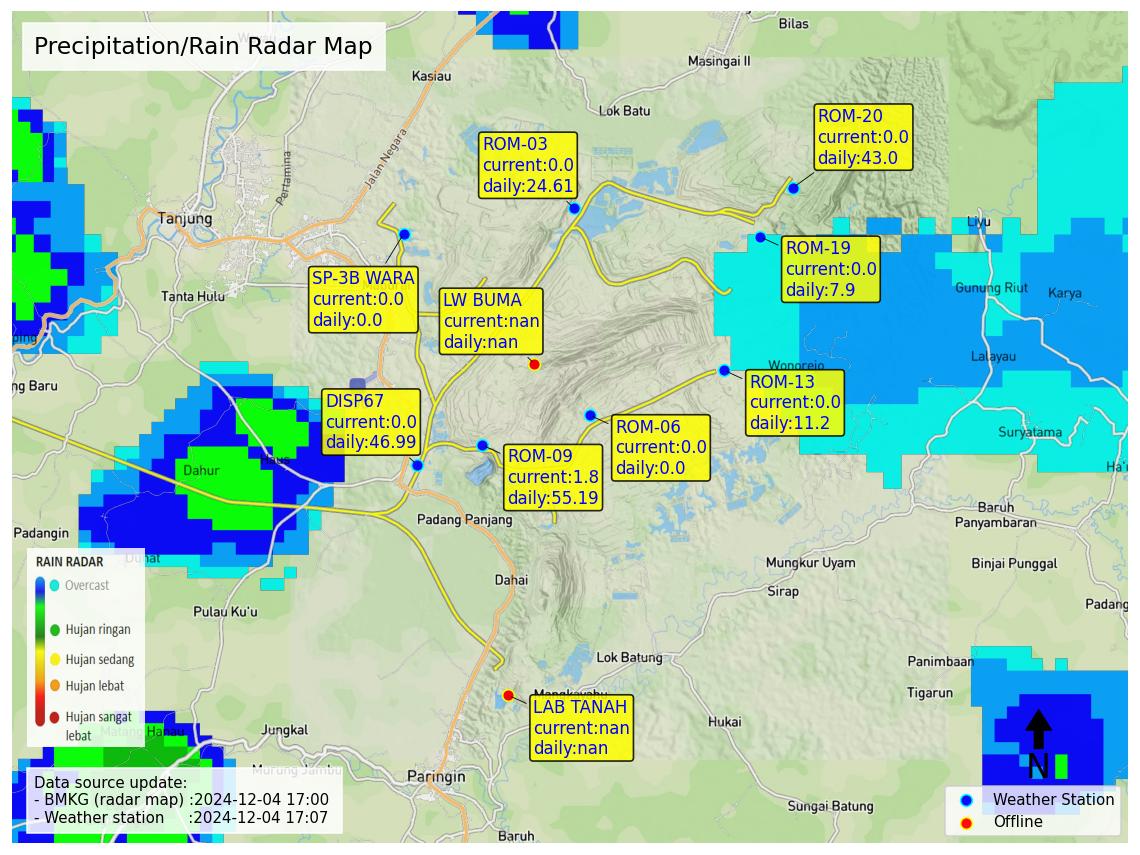 Precipitation/Rain Radar Map
Bilas
Masingai II
Kasiau
Lok Batu
ROM-20
current:0.0
daily:43.0
ROM-03
current:0.0
daily:24.61
Jalan Negara
Pertamina
Tanjung
Liyu
ROM-19
current:0.0
daily:7.9
SP-3B WARA
current:0.0
daily:0.0
LW BUMA
current:nan
daily:nan
Tanta Hulu
Gunung Riut
Karya
ping
Lalayau
Wonorejo
ng Baru
ROM-13
current:0.0
daily:11.2
DISP67
current:0.0
daily:46.99
ROM-06
current:0.0
daily:0.0
Suryatama
ROM-09
current:1.8
daily:55.19
Dahur
Haus
Ha'u
Padang Panjang
Baruh
Panyambaran
Padangin
Binjai Punggal
Mungkur Uyam
Dahai
Sirap
Padang
Pulau Ku'u
RAIN RADAR
Overcast
Hujan ringan
Hujan sedang
Hujan lebat
Hujan sangat
lebat
Lok Batung
Panimbaan
Tigarun
LAB TANAH
current:nan
daily:nan
Hukai
Matang Hanau
Jungkal
Murung Jambu
Paringin
N
Data source update:
- BMKG (radar map) :2024-12-04 17:00
- Weather station :2024-12-04 17:07
Weather Station
Offline
Sungai Batung
Baruh